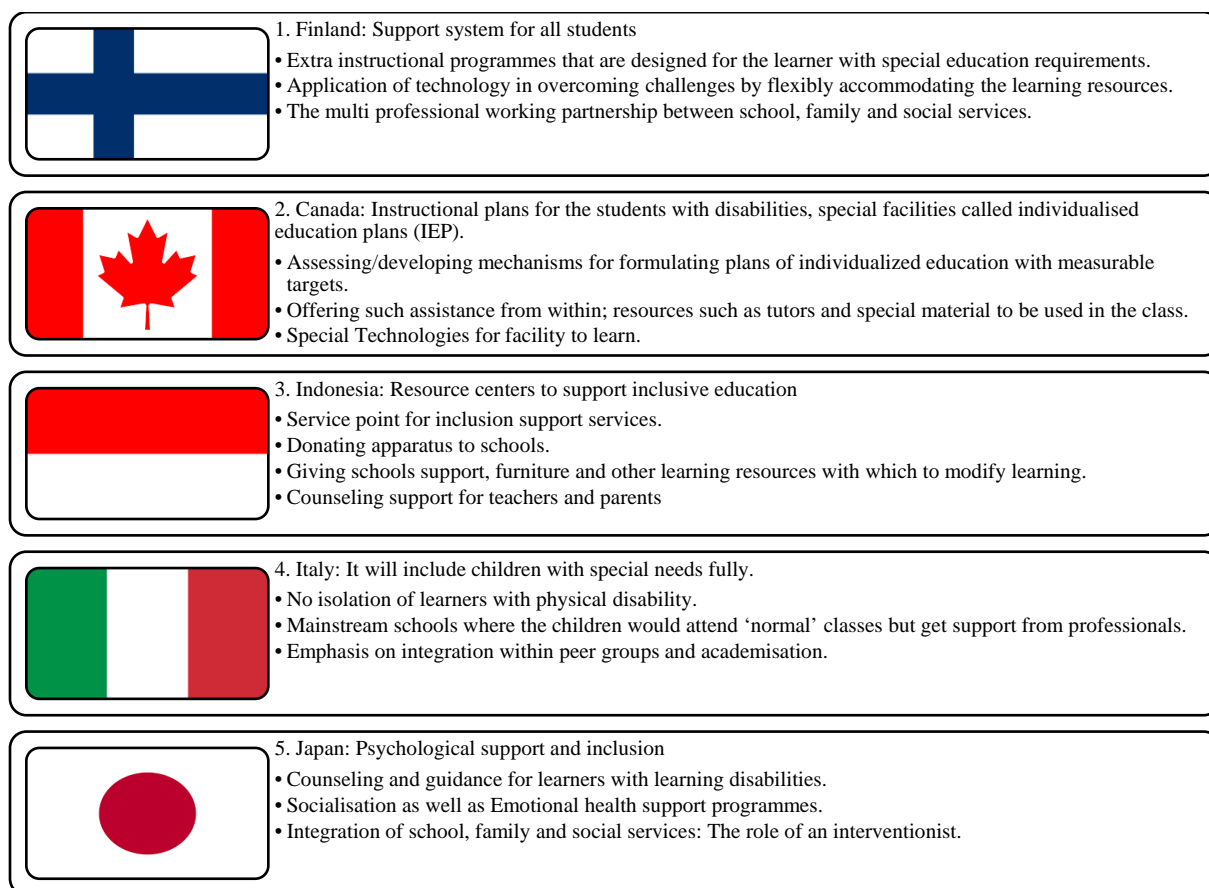 1. Finland: Support system for all students
• Extra instructional programmes that are designed for the learner with special education requirements.
• Application of technology in overcoming challenges by flexibly accommodating the learning resources.
• The multi professional working partnership between school, family and social services.
2. Canada: Instructional plans for the students with disabilities, special facilities called individualised
education plans (IEP).
• Assessing/developing mechanisms for formulating plans of individualized education with measurable
targets.
• Offering such assistance from within; resources such as tutors and special material to be used in the class.
• Special Technologies for facility to learn.
3. Indonesia: Resource centers to support inclusive education
• Service point for inclusion support services.
• Donating apparatus to schools.
• Giving schools support, furniture and other learning resources with which to modify learning.
• Counseling support for teachers and parents
4. Italy: It will include children with special needs fully.
• No isolation of learners with physical disability.
• Mainstream schools where the children would attend ‘normal’ classes but get support from professionals.
• Emphasis on integration within peer groups and academisation.
5. Japan: Psychological support and inclusion
• Counseling and guidance for learners with learning disabilities.
• Socialisation as well as Emotional health support programmes.
• Integration of school, family and social services: The role of an interventionist.